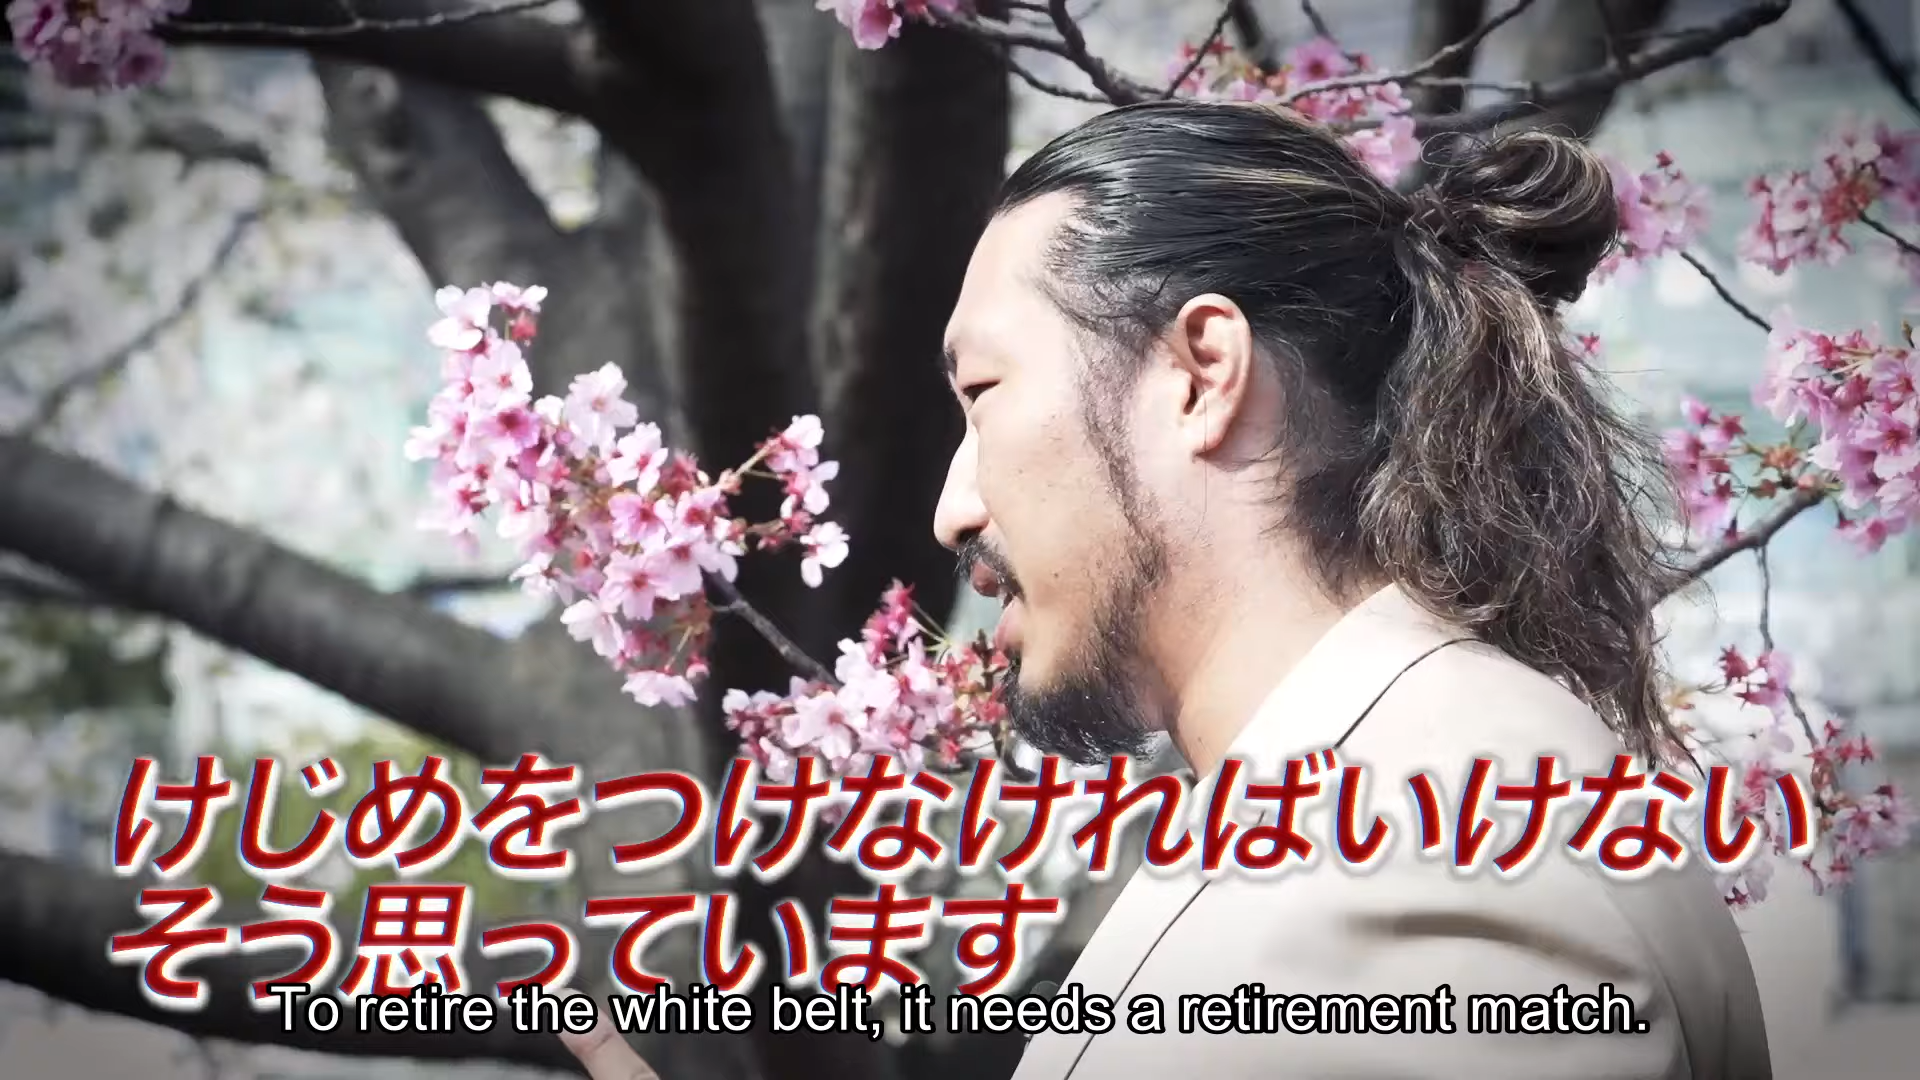 けじめをつけなければいけない
そう思っています
To retire the white belt, it needs a retirement match.